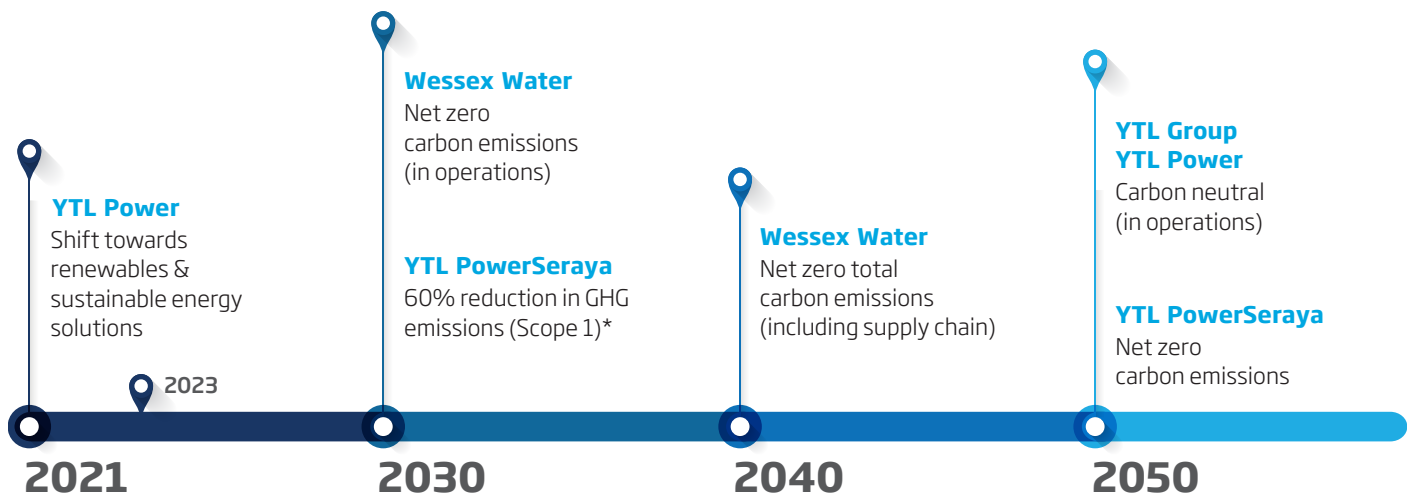 YTL Power
Shift towards
renewables &
sustainable energy
solutions
2023
Wessex Water
Net zero
carbon emissions
(in operations)
YTL PowerSeraya
60% reduction in GHG
emissions (Scope 1)*
Wessex Water
Net zero total
carbon emissions
(including supply chain)
YTL Group
YTL Power
Carbon neutral
(in operations)
YTL PowerSeraya
Net zero
carbon emissions
2021
2030
2040
2050